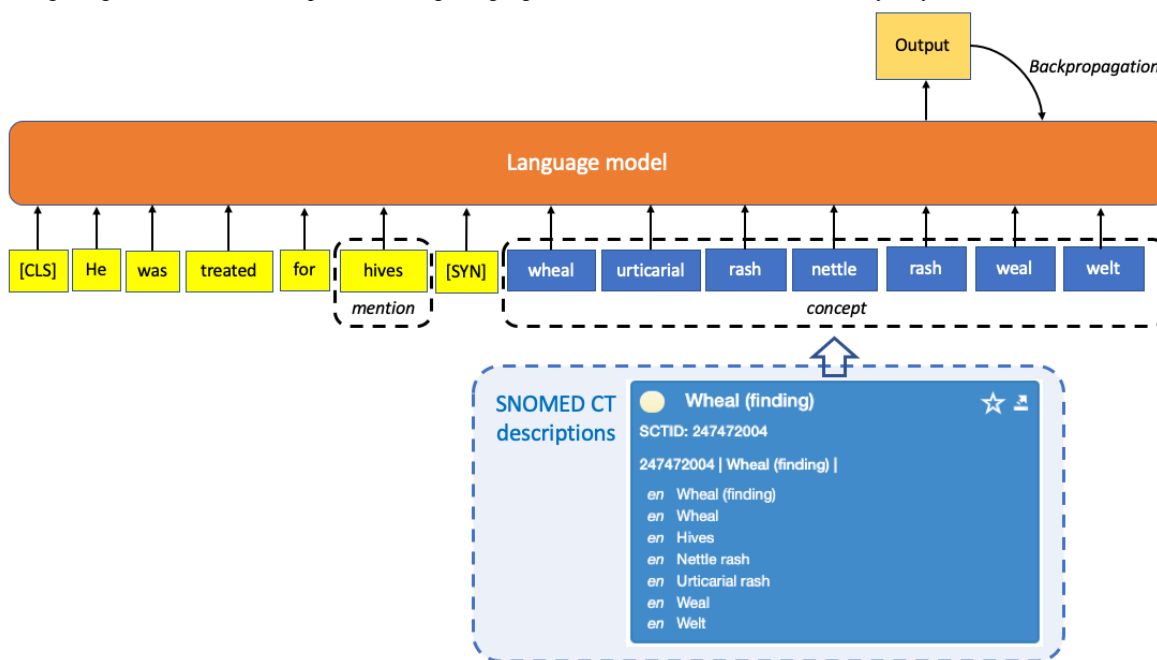 Output
Backpropagation
Language model
[CLS] He was treated for hives [SYN] wheal urticarial rash nettle rash weal welt
mention
concept
SNOMED CT
descriptions
Wheal (finding)
SCTID: 247472004
247472004 | Wheal (finding) |
en Wheal (finding)
en Wheal
en Hives
en Nettle rash
en Urticarial rash
en Weal
en Welt